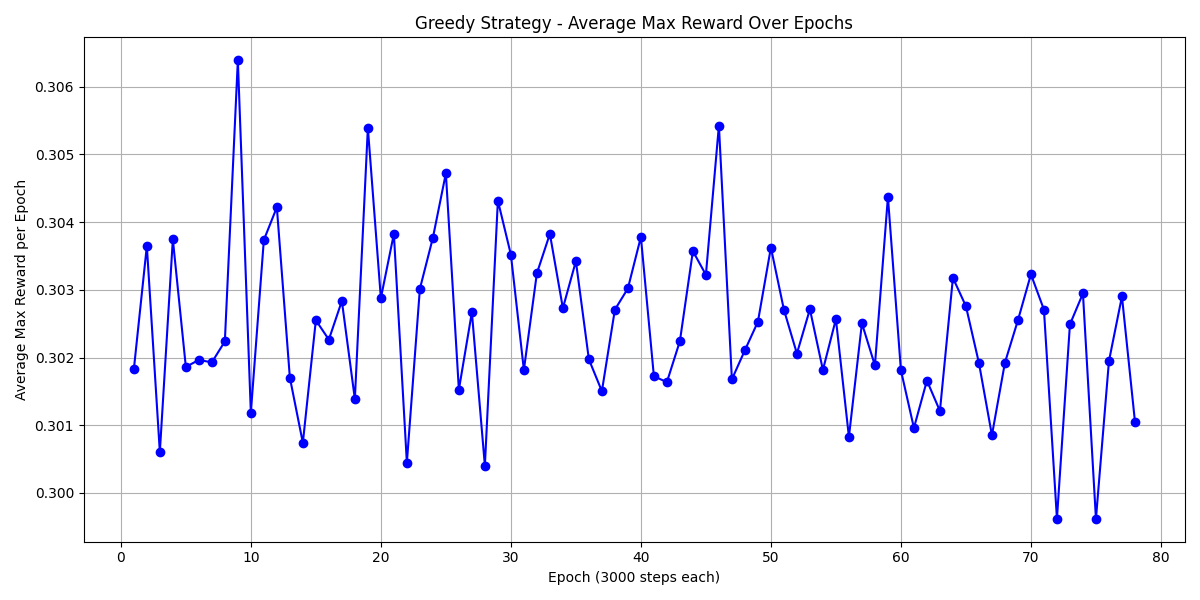 Greedy Strategy - Average Max Reward Over Epochs
Average Max Reward per Epoch
0.306
0.305
0.304
0.303
0.302
0.301
0.300
0 10 20 30 40 50 60 70 80
Epoch (3000 steps each)